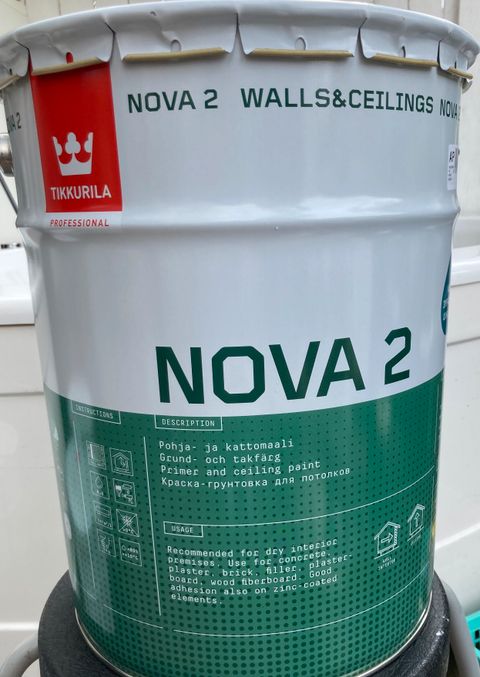 NOVA 2 WALLS&CEILINGS NOVA
TIKKURILA
PROFESSIONAL
NOVA 2
INSTRUCTIONS
DESCRIPTION
Pohja- ja kattomaali
Grund- och takfärg
Primer and ceiling paint
Краска-грунтовка для потолков
USAGE
Recommended for dry interior
premises. Use for concrete,
plaster, brick, filler, plaster-
board, wood fiberboard. Good
adhesion also on zinc-coated
elements.
interior